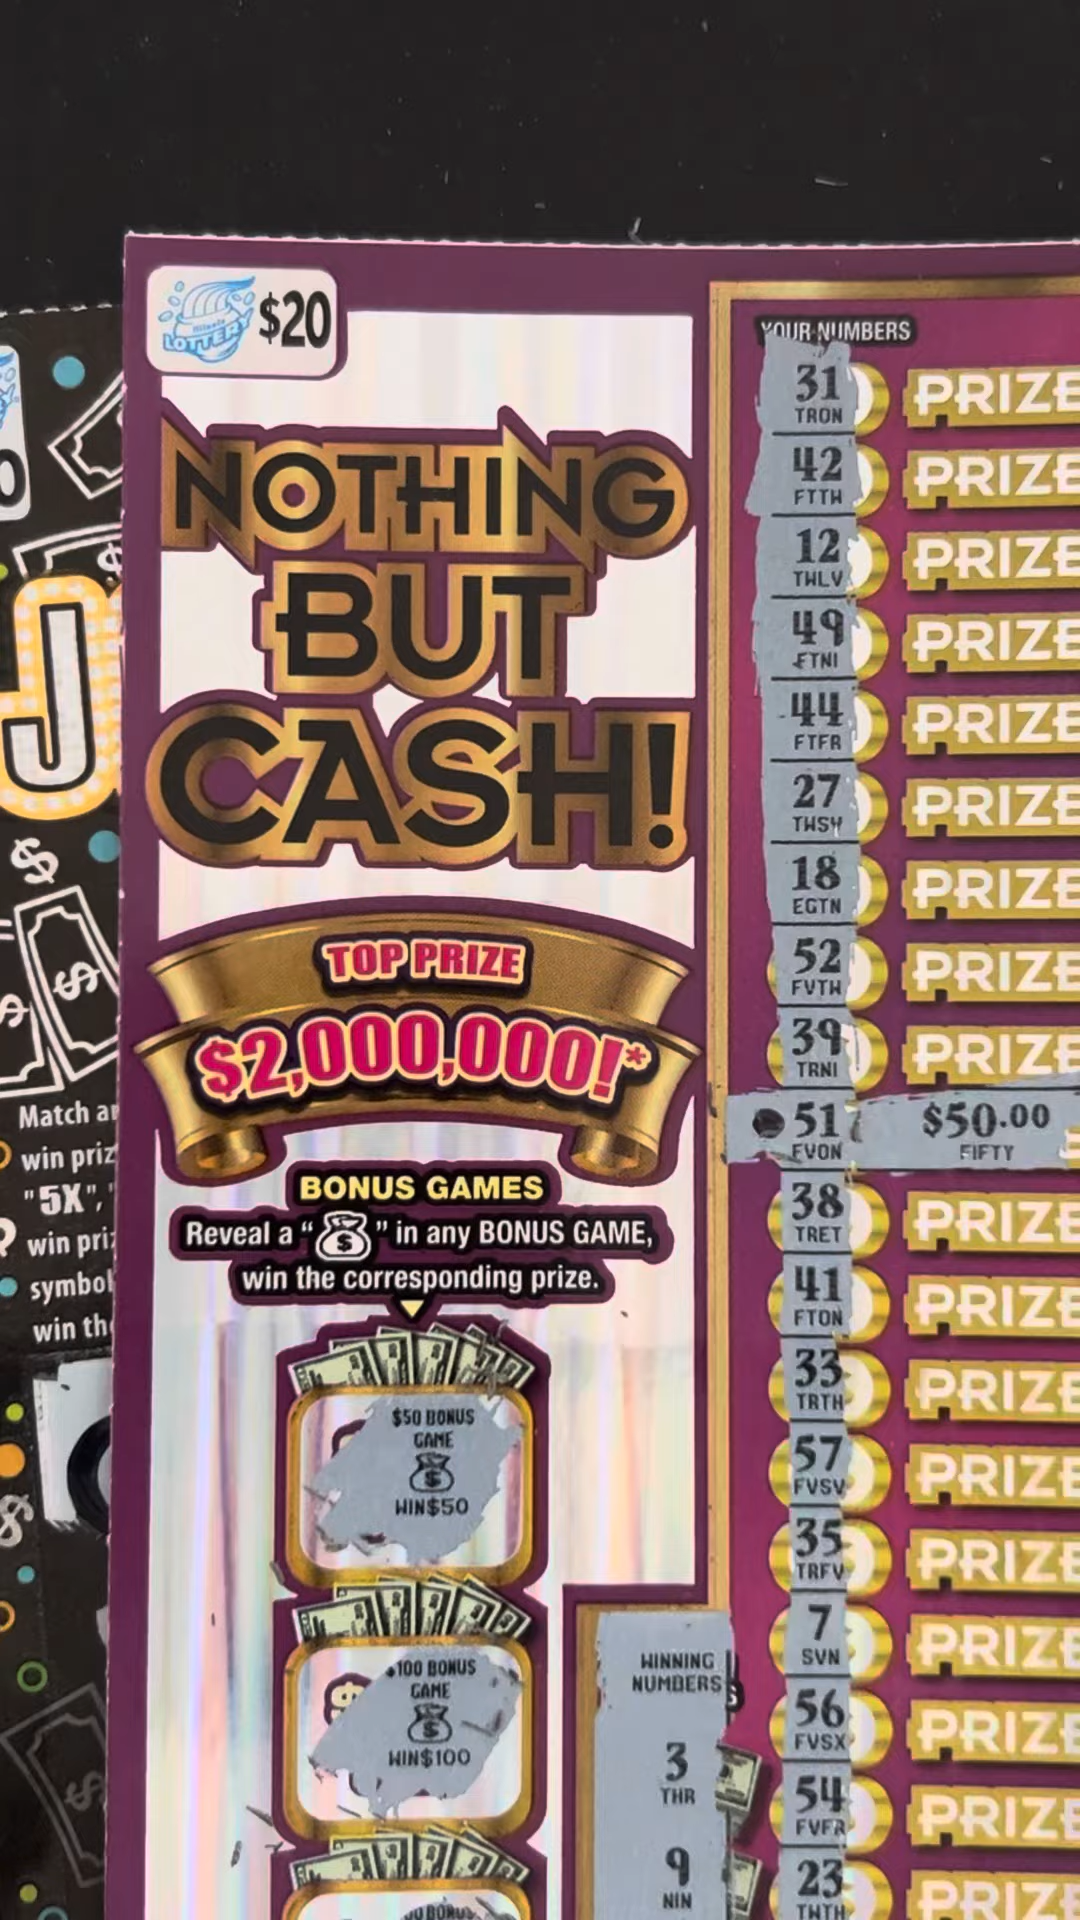 Illinois
LOTTERY
$20
NOTHING
BUT
CASH!
TOP PRIZE
$2,000,000!*
BONUS GAMES
Reveal a " $ " in any BONUS GAME,
win the corresponding prize.
$50 BONUS
GAME
$
WIN$50
$100 BONUS
GAME
$
WIN$100
BONUS
WINNING
NUMBERS
3
THR
9
NIN
YOUR NUMBERS
31 PRIZE
TRON
42 PRIZE
FTTW
12 PRIZE
TWLV
49 PRIZE
FTNI
44 PRIZE
FTFR
27 PRIZE
TWSV
18 PRIZE
EGTN
52 PRIZE
FVTW
39 PRIZE
TRNI
51 $50.00
FVON FIFTY
38 PRIZE
TRET
41 PRIZE
FTON
33 PRIZE
TRTH
57 PRIZE
FVSV
35 PRIZE
TRFV
7 PRIZE
SVN
56 PRIZE
FVSX
54 PRIZE
FVFR
23 PRIZE
TWTH
J
$
Match
win
"5X",
win
win